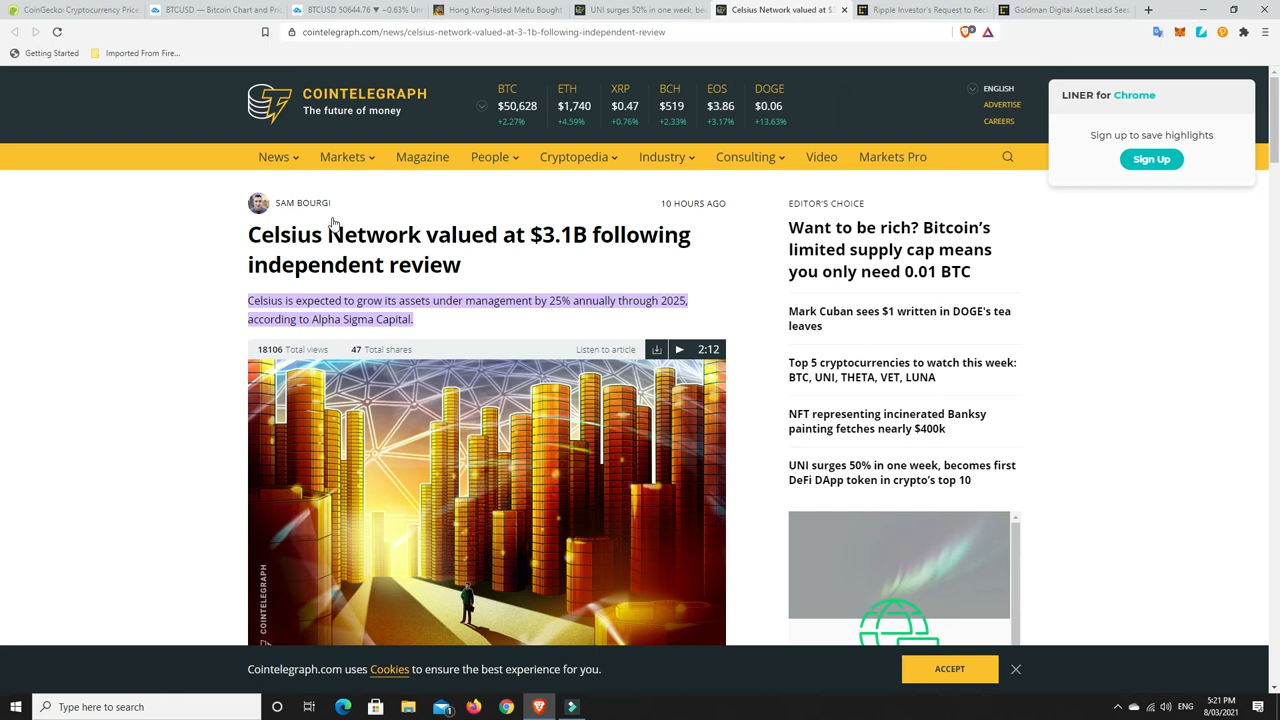 CoinGecko: Cryptocurrency Price
BTCUSD — Bitcoin Chart and Pri
BTCUSD 50644.76 ▼ −0.63% Unn
Hong Kong-listed Meitu Bought
UNI surges 50% in one week, be
Celsius Network valued at $3
Ripple Investor's Request to Recl
Goldman Digital Asset Lead Sees
cointelegraph.com/news/celsius-network-valued-at-3-1b-following-independent-review
Getting Started
Imported From Fire...
COINTELEGRAPH
The future of money
BTC ETH XRP BCH EOS DOGE
$50,628 $1,740 $0.47 $519 $3.86 $0.06
+2.27% +4.59% +0.76% +2.33% +3.17% +13.63%
ENGLISH
ADVERTISE
CAREERS
LINER for Chrome
Sign up to save highlights
Sign Up
News Markets Magazine People Cryptopedia Industry Consulting Video Markets Pro
SAM BOURGI
10 HOURS AGO
Celsius Network valued at $3.1B following
independent review
Celsius is expected to grow its assets under management by 25% annually through 2025,
according to Alpha Sigma Capital.
18106 Total views 47 Total shares Listen to article 2:12
COINTELEGRAPH
EDITOR'S CHOICE
Want to be rich? Bitcoin's
limited supply cap means
you only need 0.01 BTC
Mark Cuban sees $1 written in DOGE's tea
leaves
Top 5 cryptocurrencies to watch this week:
BTC, UNI, THETA, VET, LUNA
NFT representing incinerated Banksy
painting fetches nearly $400k
UNI surges 50% in one week, becomes first
DeFi DApp token in crypto's top 10
Cointelegraph.com uses Cookies to ensure the best experience for you.
ACCEPT
Type here to search
ENG
5:21 PM
8/03/2021